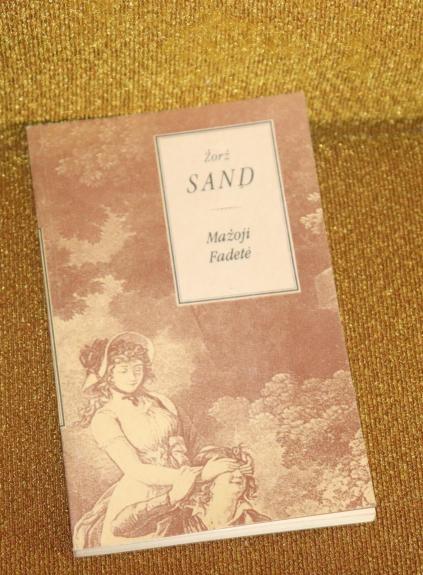 Žorž
SAND
Mažoji
Fadetė